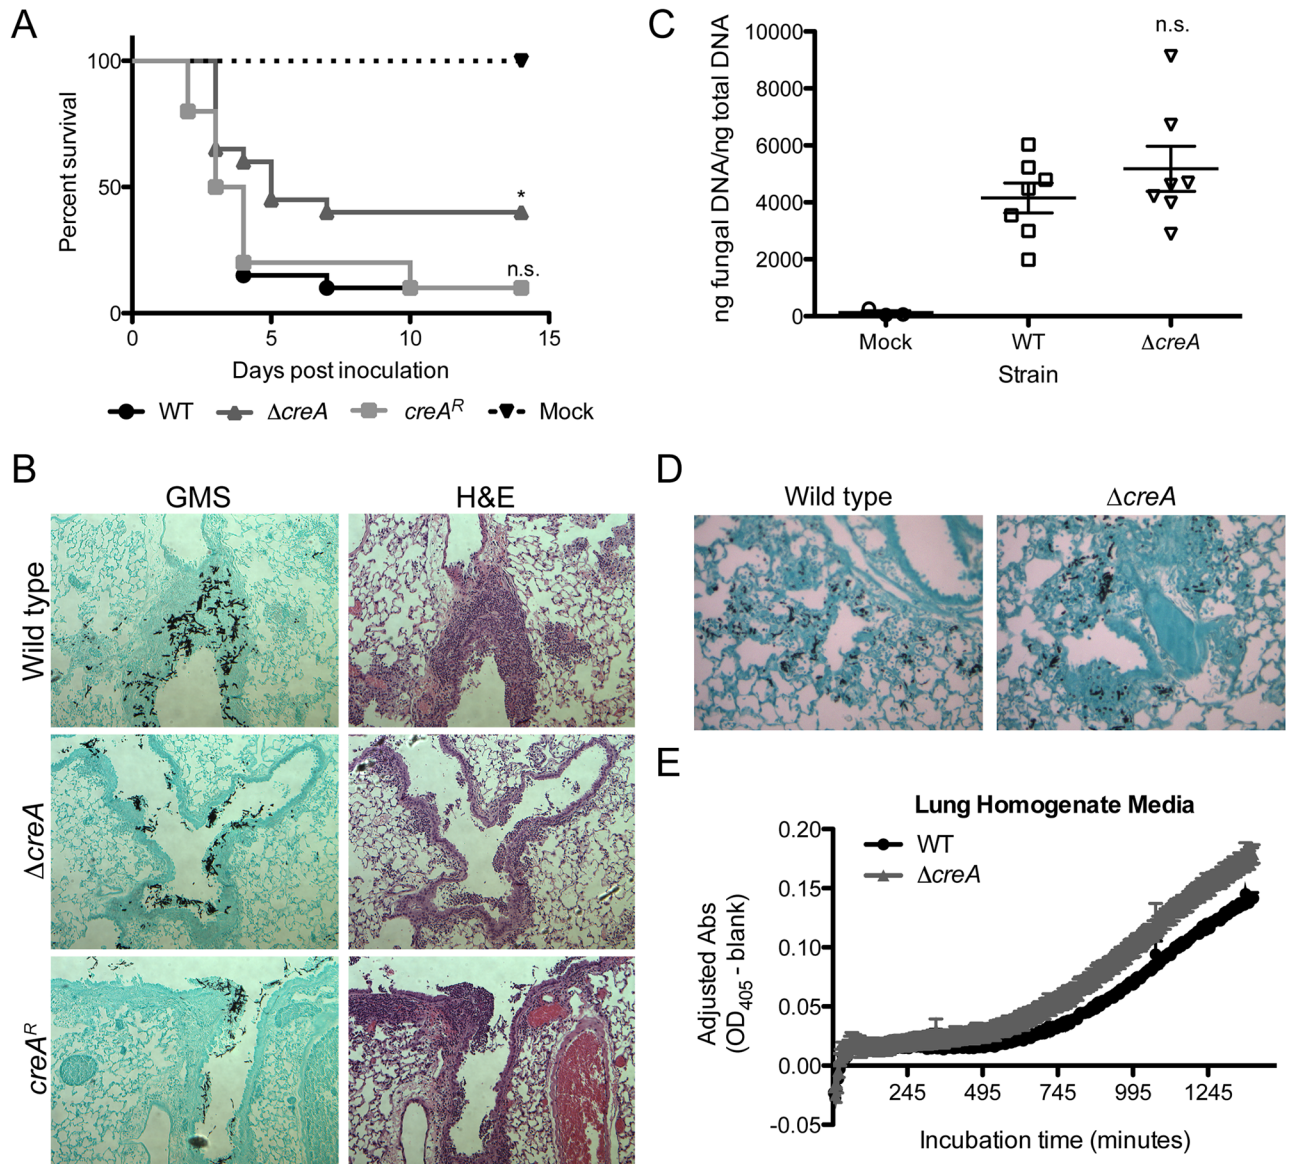 A
Percent survival
100
50
0
0 5 10 15
*
n.s.
Days post inoculation
WT ΔcreA creAR Mock
B
GMS H&E
Wild type
ΔcreA
creAR
C
ng fungal DNA/ng total DNA
10000
8000
6000
4000
2000
0
n.s.
Mock WT ΔcreA
Strain
D
Wild type ΔcreA
E
Lung Homogenate Media
WT
ΔcreA
Adjusted Abs
(OD405 - blank)
0.20
0.15
0.10
0.05
0.00
-0.05
245 495 745 995 1245
Incubation time (minutes)